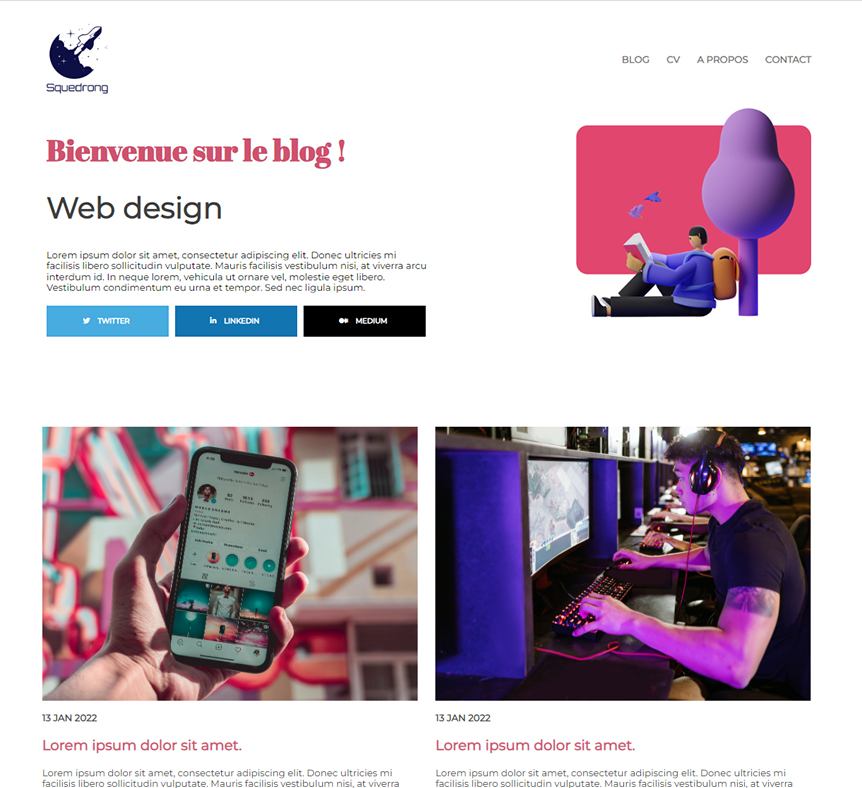 Squedrong
BLOG CV A PROPOS CONTACT
Bienvenue sur le blog !
Web design
Lorem ipsum dolor sit amet, consectetur adipiscing elit. Donec ultricies mi
facilisis libero sollicitudin vulputate. Mauris facilisis vestibulum nisi, at viverra arcu
interdum id. In neque lorem, vehicula ut ornare vel, molestie eget libero.
Vestibulum condimentum eu urna et tempor. Sed nec ligula ipsum.
TWITTER LINKEDIN MEDIUM
13 JAN 2022
Lorem ipsum dolor sit amet.
Lorem ipsum dolor sit amet, consectetur adipiscing elit. Donec ultricies mi
facilisis libero sollicitudin vulputate. Mauris facilisis vestibulum nisi, at viverra
13 JAN 2022
Lorem ipsum dolor sit amet.
Lorem ipsum dolor sit amet, consectetur adipiscing elit. Donec ultricies mi
facilisis libero sollicitudin vulputate. Mauris facilisis vestibulum nisi, at viverra